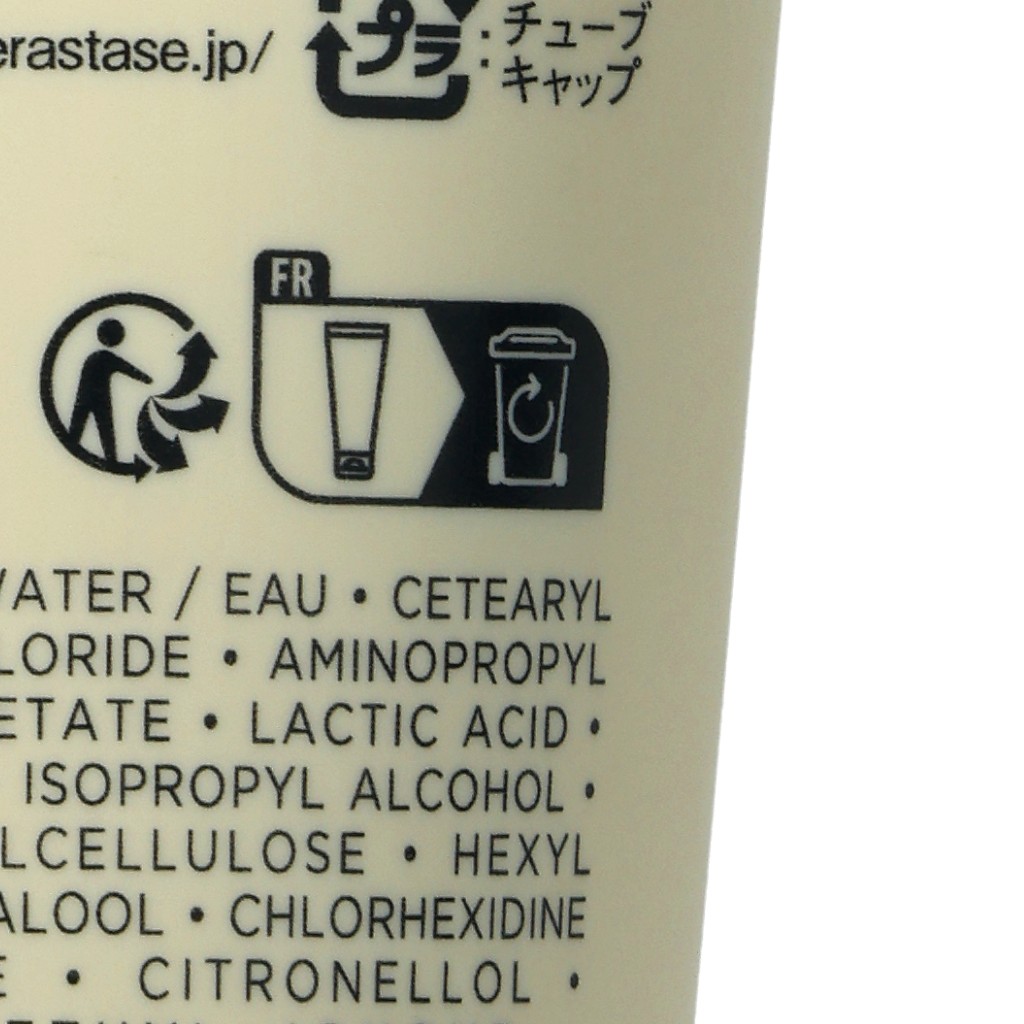 erastase.jp/
プラ : チューブ
: キャップ
FR
WATER / EAU • CETEARYL
LORIDE • AMINOPROPYL
ETATE • LACTIC ACID •
ISOPROPYL ALCOHOL •
LCELLULOSE • HEXYL
ALOOL • CHLORHEXIDINE
E • CITRONELLOL •